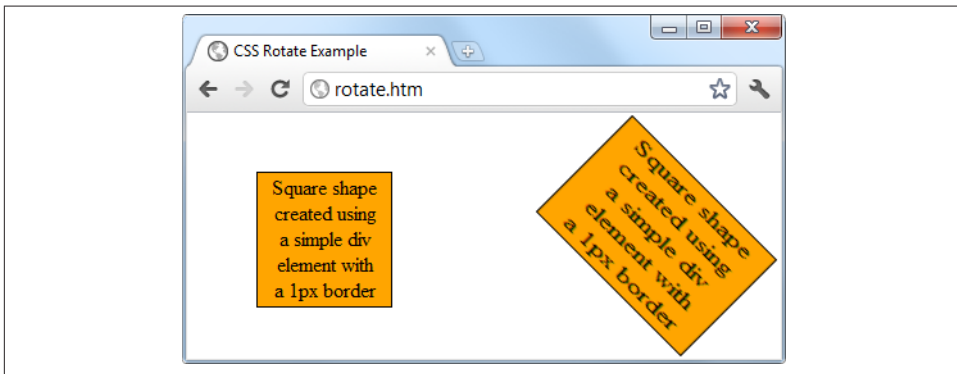 CSS Rotate Example
rotate.htm
Square shape
created using
a simple div
element with
a 1px border
Square shape
created using
a simple div
element with
a 1px border